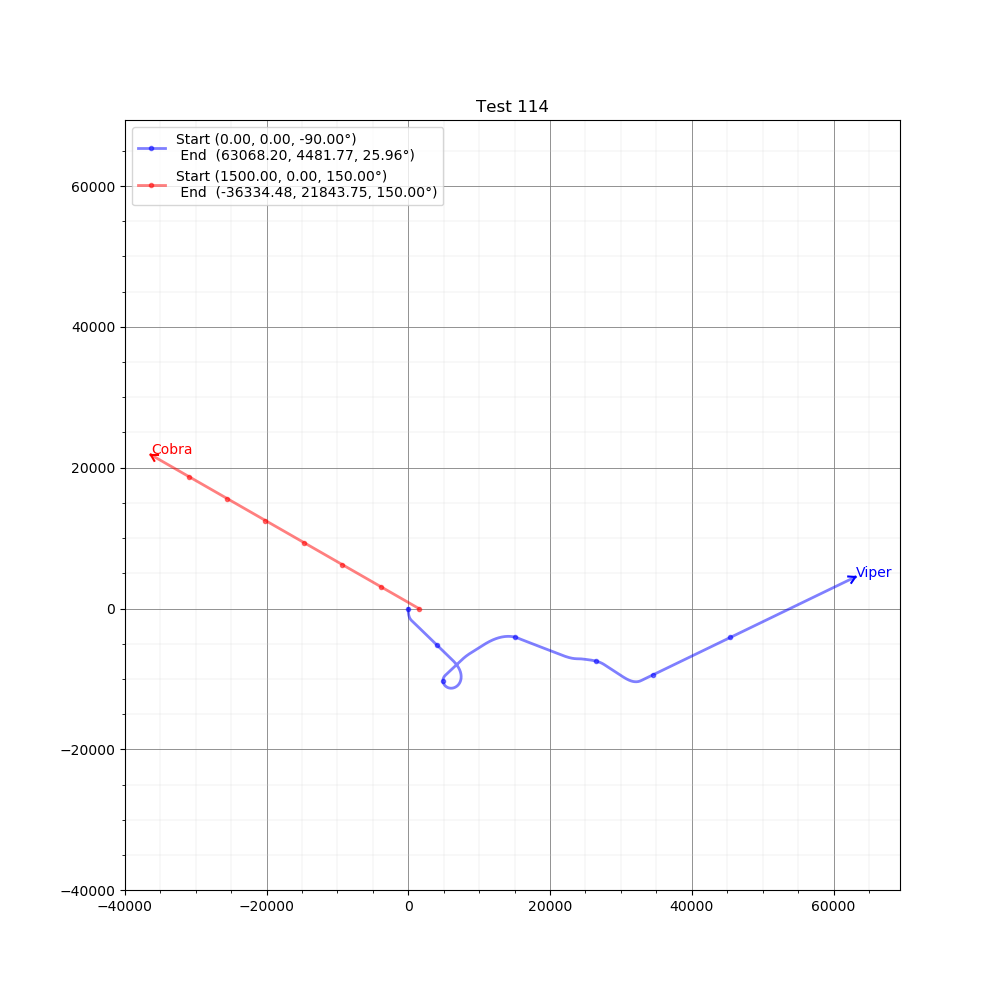 Test 114
Start (0.00, 0.00, -90.00°)
End  (63068.20, 4481.77, 25.96°)
Start (1500.00, 0.00, 150.00°)
End  (-36334.48, 21843.75, 150.00°)
60000
40000
20000
0
−20000
−40000
Cobra
Viper
−40000 −20000 0 20000 40000 60000